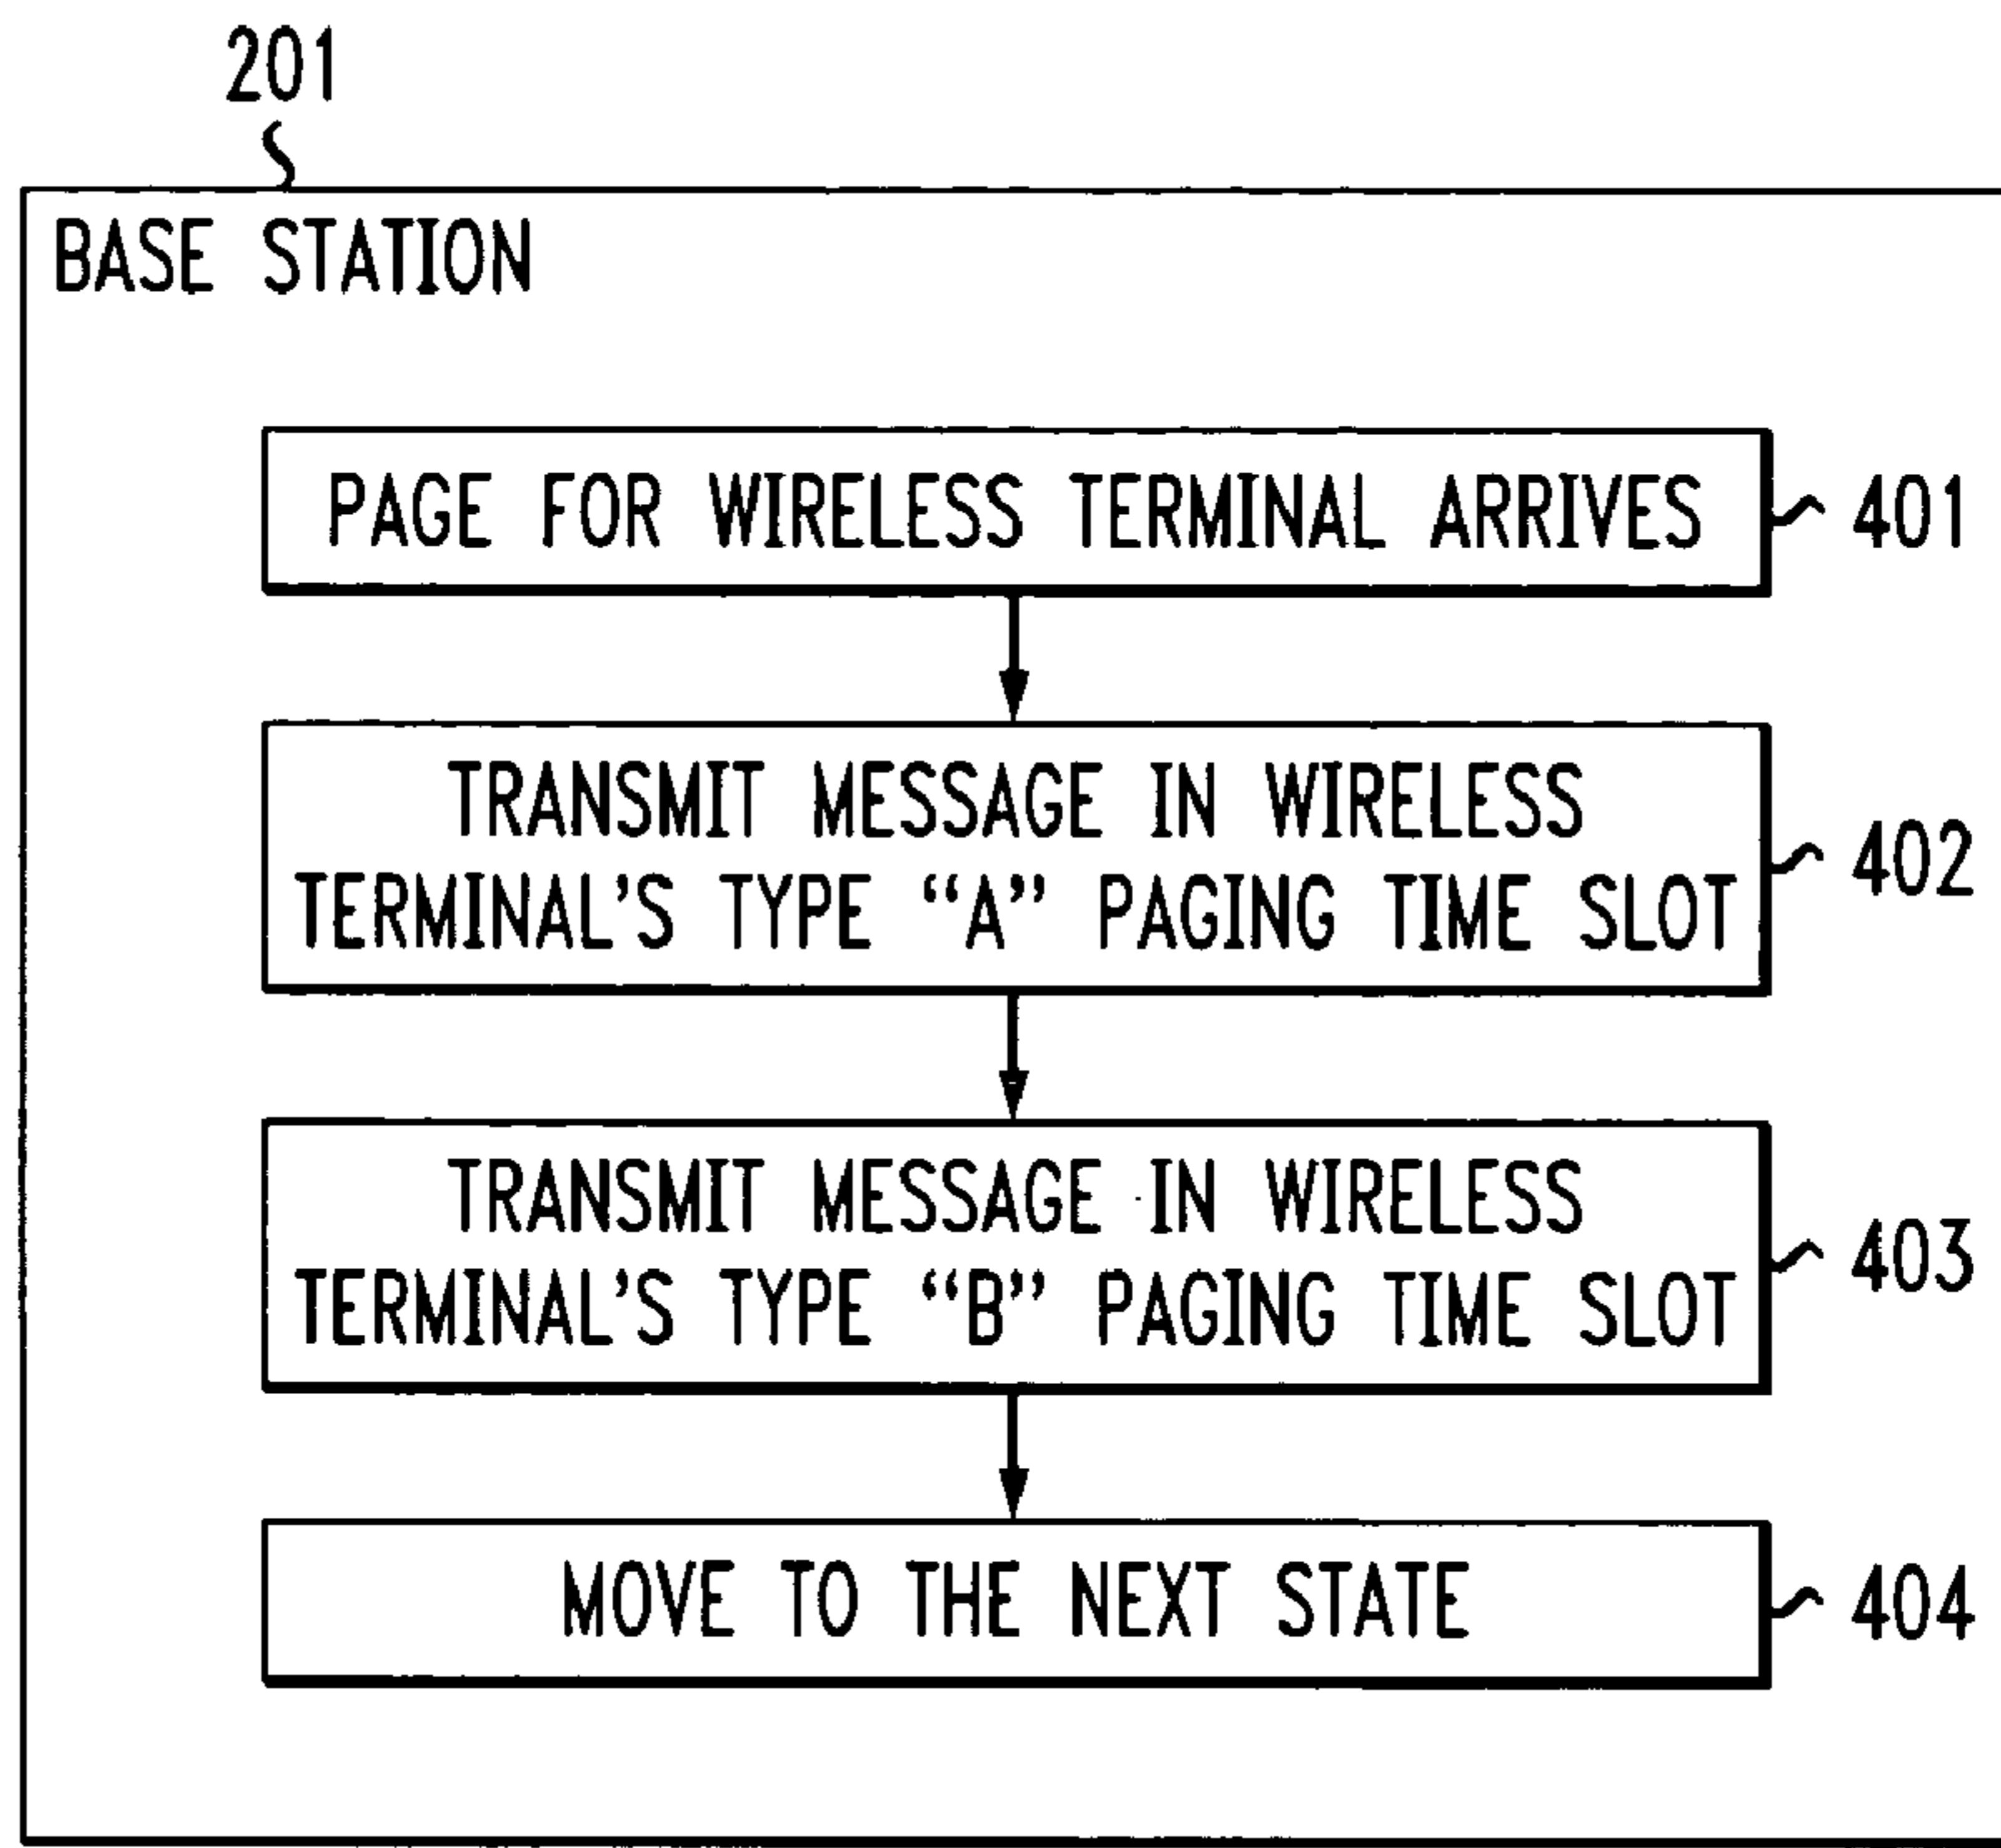 201
BASE STATION
PAGE FOR WIRELESS TERMINAL ARRIVES
401
TRANSMIT MESSAGE IN WIRELESS
TERMINAL'S TYPE “A” PAGING TIME SLOT
402
TRANSMIT MESSAGE IN WIRELESS
TERMINAL'S TYPE “B” PAGING TIME SLOT
403
MOVE TO THE NEXT STATE
404